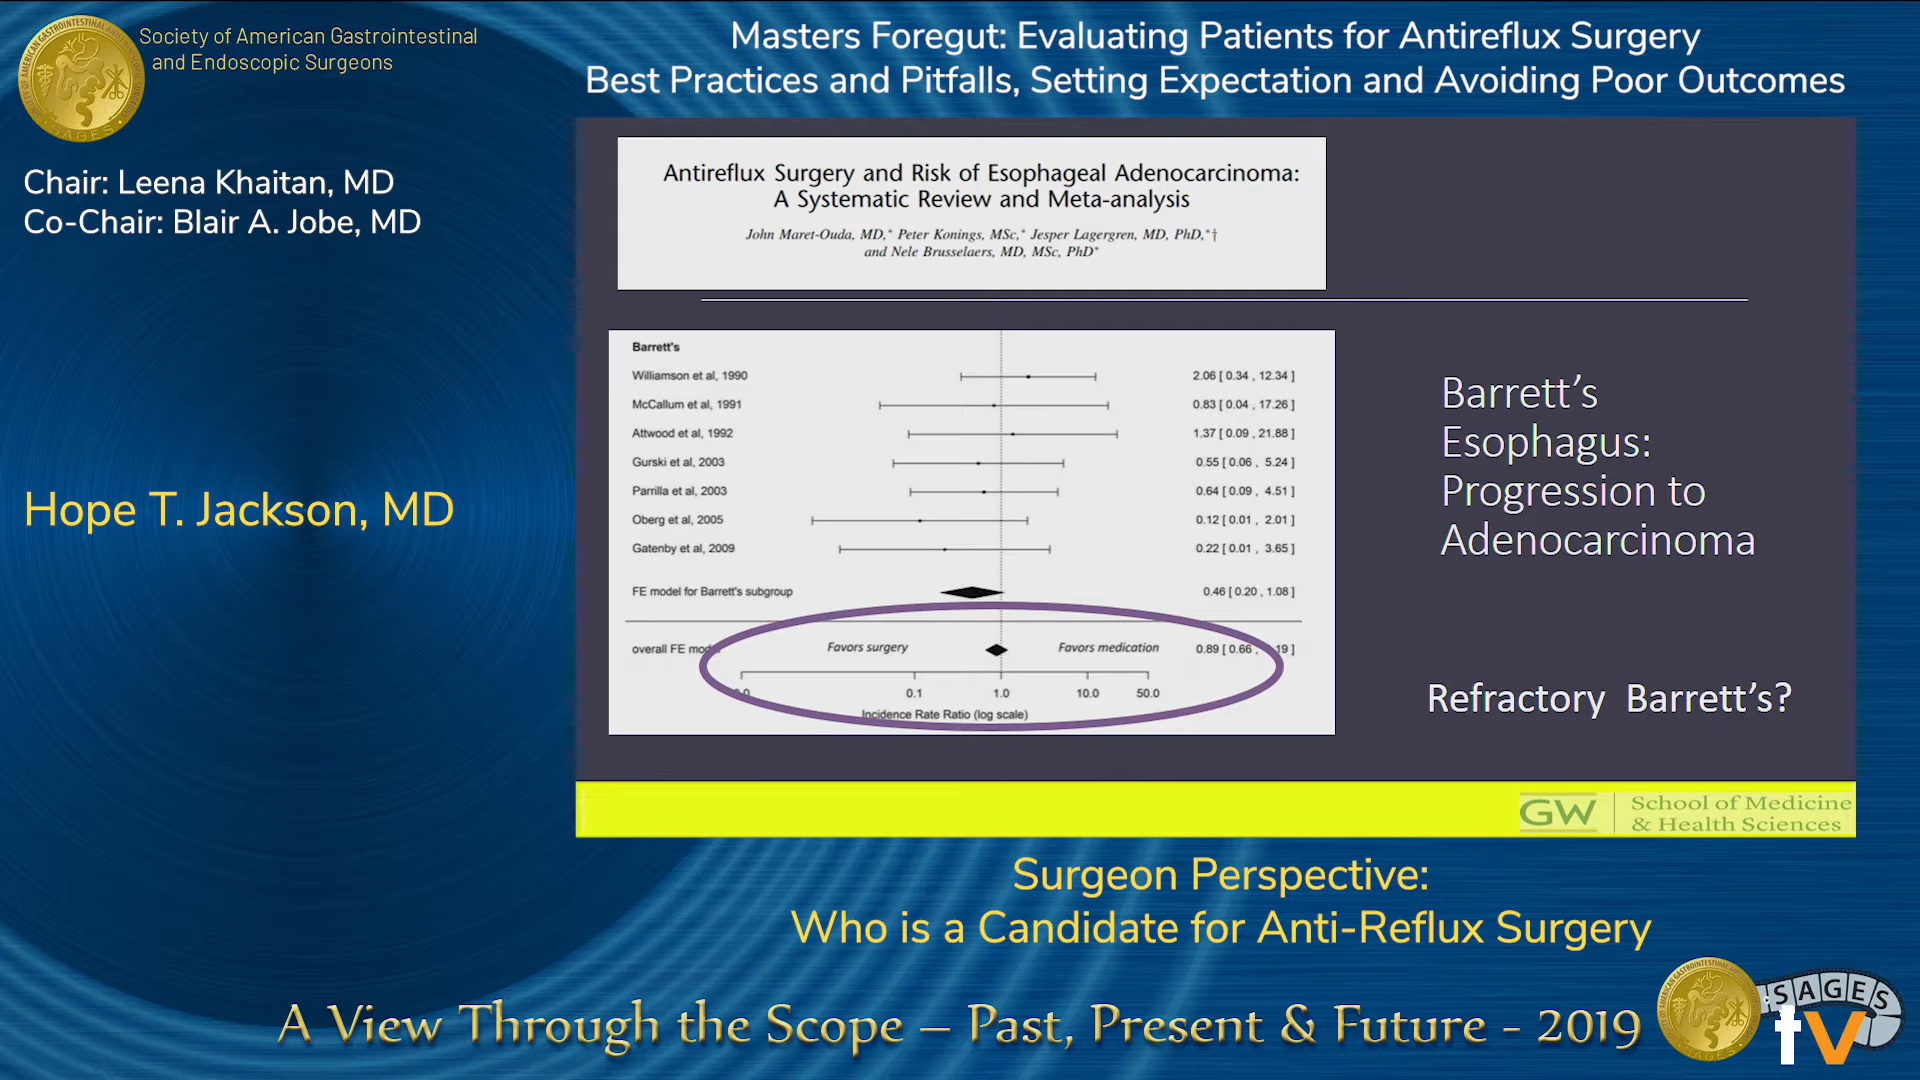 Society of American Gastrointestinal
and Endoscopic Surgeons
Masters Foregut: Evaluating Patients for Antireflux Surgery
Best Practices and Pitfalls, Setting Expectation and Avoiding Poor Outcomes
Chair: Leena Khaitan, MD
Co-Chair: Blair A. Jobe, MD
Hope T. Jackson, MD
Antireflux Surgery and Risk of Esophageal Adenocarcinoma:
A Systematic Review and Meta-analysis
John Maret-Ouda, MD,* Peter Konings, MSc,* Jesper Lagergren, MD, PhD,*†
and Nele Brusselaers, MD, MSc, PhD*
Barrett's
Williamson et al, 1990 2.06 [ 0.34 , 12.34 ]
McCallum et al, 1991 0.83 [ 0.04 , 17.26 ]
Attwood et al, 1992 1.37 [ 0.09 , 21.88 ]
Gurski et al, 2003 0.55 [ 0.06 , 5.24 ]
Parrilla et al, 2003 0.64 [ 0.09 , 4.51 ]
Oberg et al, 2005 0.12 [ 0.01 , 2.01 ]
Gatenby et al, 2009 0.22 [ 0.01 , 3.65 ]
FE model for Barrett's subgroup 0.46 [ 0.20 , 1.08 ]
overall FE Favors surgery Favors medication 0.89 [ 0.66 , 19 ]
0.1 1.0 10.0 50.0
Incidence Rate Ratio (log scale)
Barrett’s
Esophagus:
Progression to
Adenocarcinoma
Refractory Barrett’s?
GW School of Medicine
& Health Sciences
Surgeon Perspective:
Who is a Candidate for Anti-Reflux Surgery
A View Through the Scope – Past, Present & Future - 2019
SAGES
tv